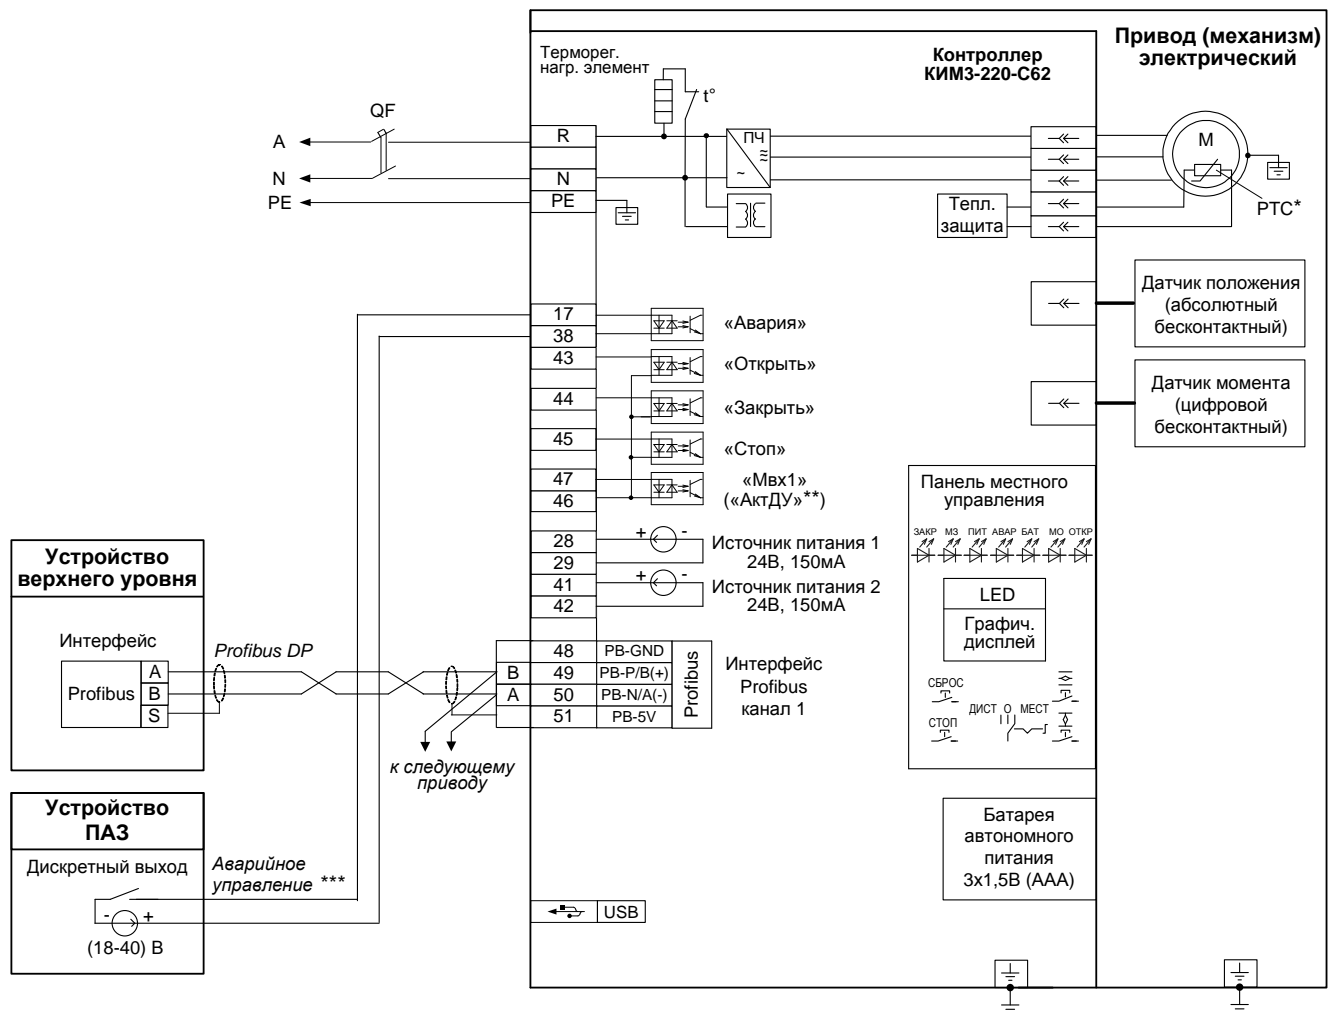 Привод (механизм)
электрический
Терморег.
нагр. элемент
Контроллер
КИМ3-220-С62
t°
QF
A
N
PE
R
N
PE
ПЧ
≈
~
Тепл.
защита
М
РТС*
Датчик положения
(абсолютный
бесконтактный)
Датчик момента
(цифровой
бесконтактный)
17
38
43
44
45
47
46
28
29
41
42
«Авария»
«Открыть»
«Закрыть»
«Стоп»
«Мвх1»
(«АктДУ»**)
+ -
Источник питания 1
24В, 150мА
+ -
Источник питания 2
24В, 150мА
Панель местного
управления
ЗАКР МЗ ПИТ АВАР БАТ МО ОТКР
LED
Графич.
дисплей
СБРОС
СТОП
ДИСТ О МЕСТ
Устройство
верхнего уровня
Интерфейс
Profibus
A
B
S
Profibus DP
48 PB-GND
B 49 PB-P/B(+)
A 50 PB-N/A(-)
51 PB-5V
Profibus
Интерфейс
Profibus
канал 1
к следующему
приводу
Устройство
ПАЗ
Дискретный выход
- +
(18-40) В
Аварийное
управление ***
Батарея
автономного
питания
3х1,5В (ААА)
USB